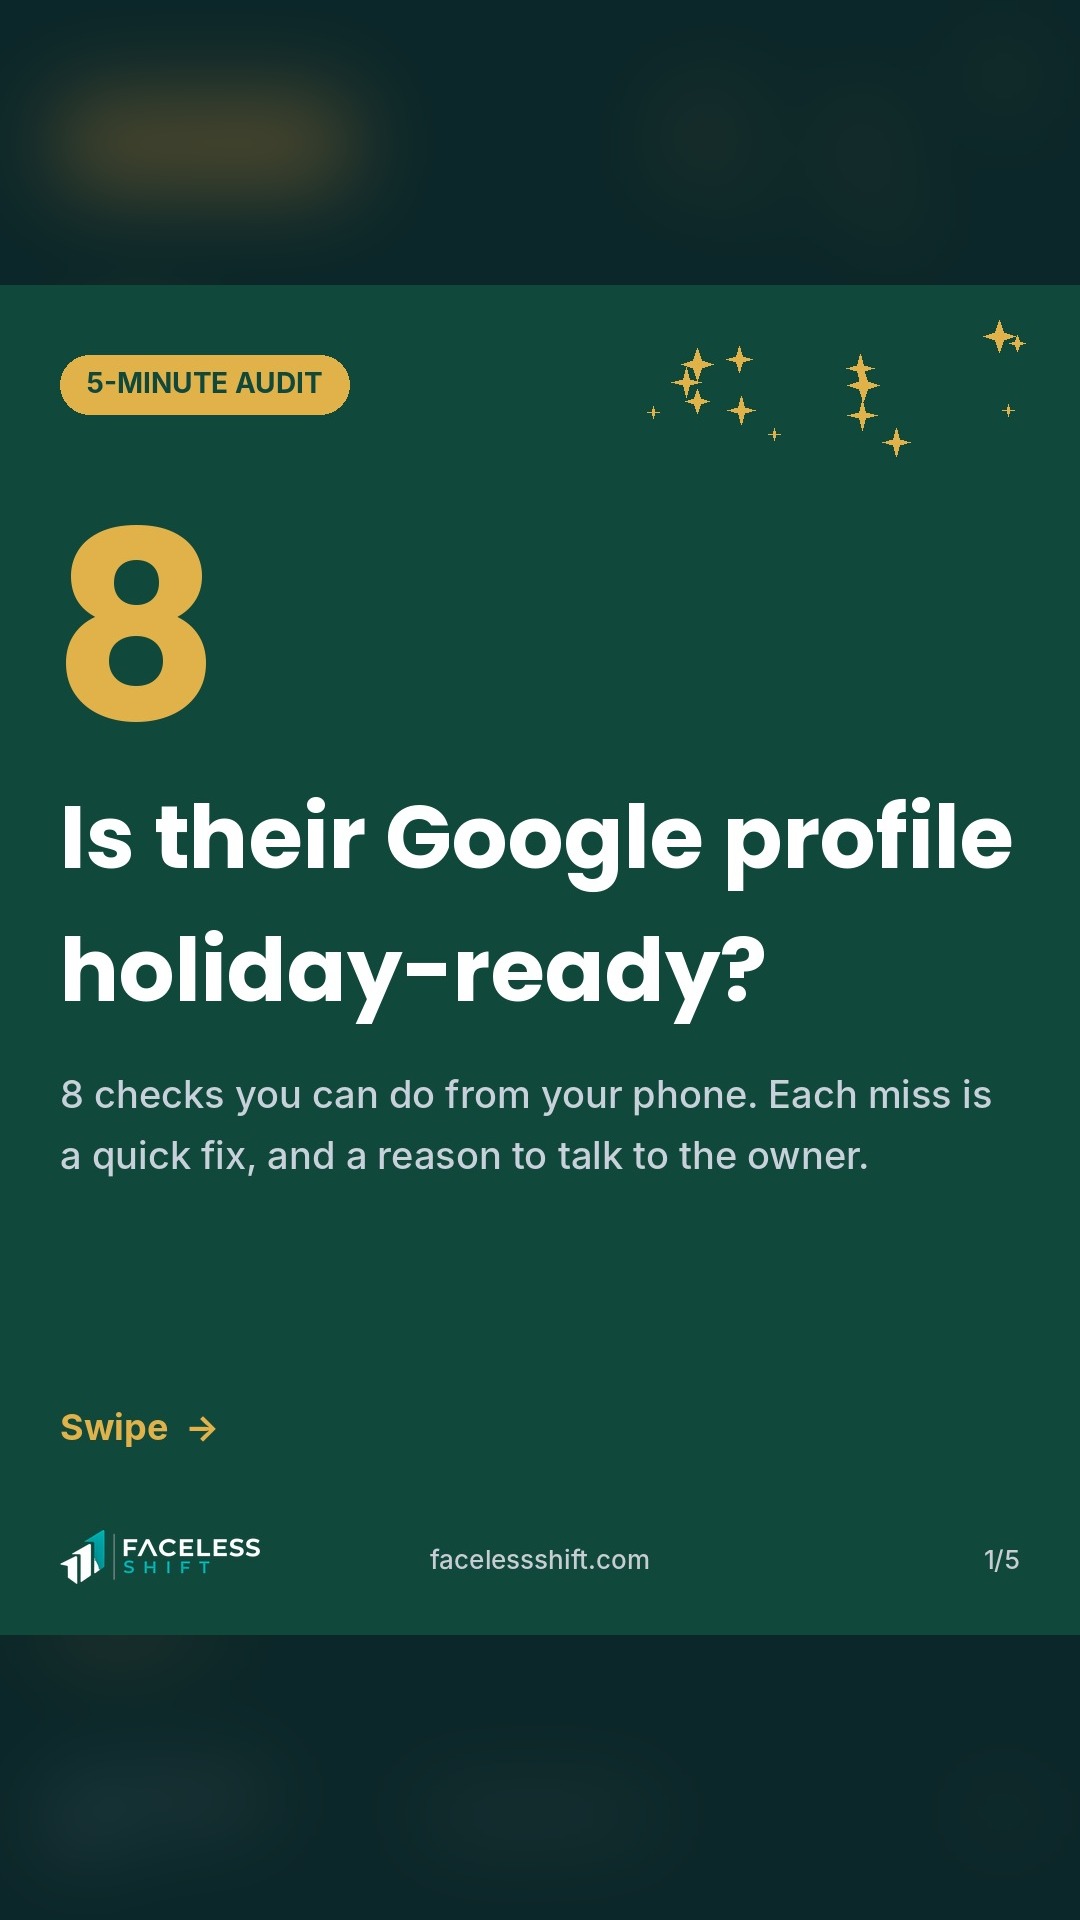 5-MINUTE AUDIT
8
Is their Google profile
holiday-ready?
8 checks you can do from your phone. Each miss is
a quick fix, and a reason to talk to the owner.
Swipe →
FACELESS
SHIFT
facelessshift.com
1/5